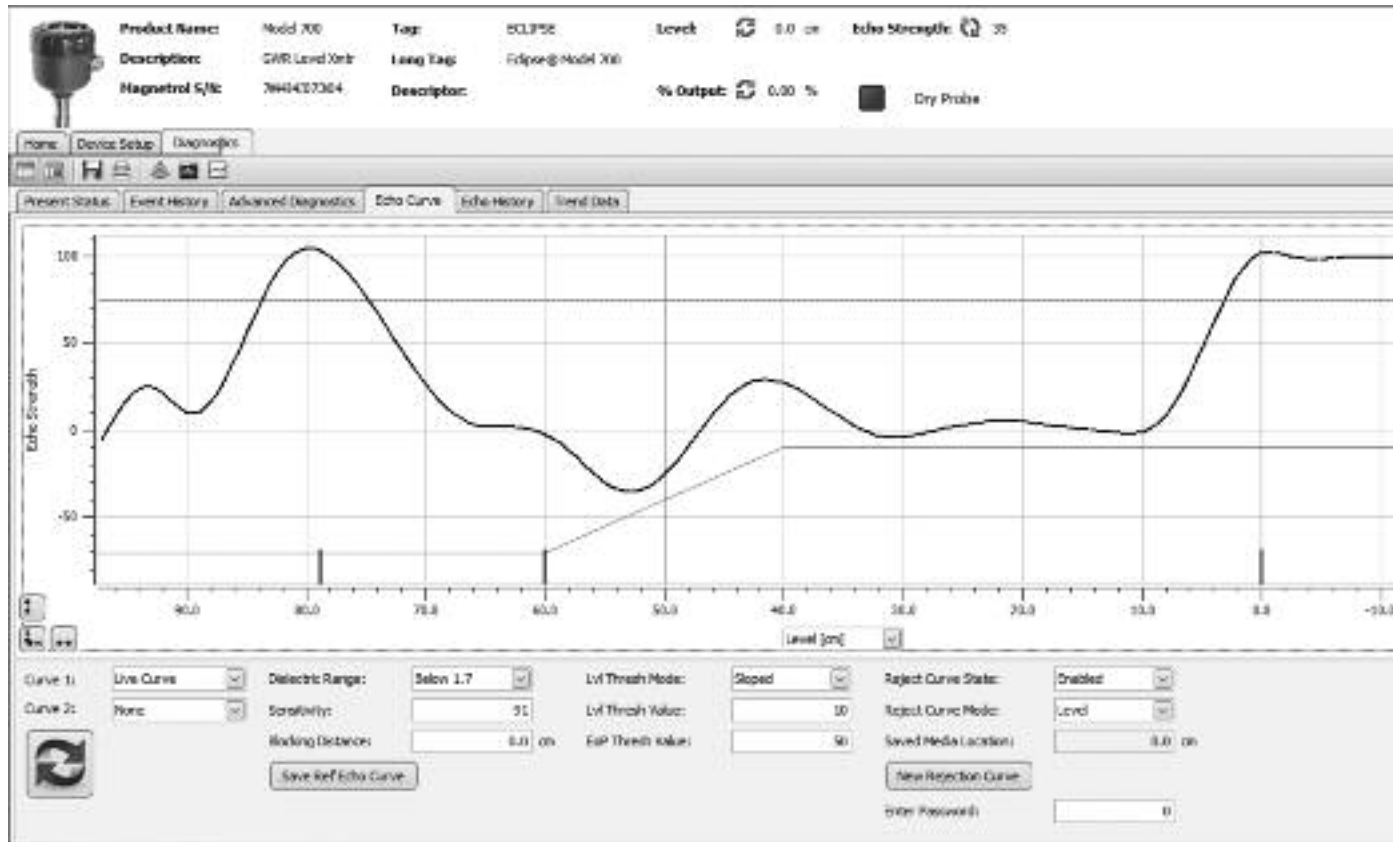 Product Name: Model 700 Tag: ECLIPSE Level: 0.0 cm Echo Strength: 35
Description: GWR Level Xmtr Long Tag: Eclipse® Model 700
Magnetrol S/N: Descriptor: % Output: 0.00 % Dry Probe
Home Device Setup Diagnostics
Present Status Event History Advanced Diagnostics Echo Curve Echo History Trend Data
Echo Strength
100
50
0
-50
90.0 80.0 70.0 60.0 50.0 40.0 30.0 20.0 10.0 0.0 -10.0
Level [cm]
Curve 1: Live Curve Dielectric Range: Below 1.7 Lvl Thresh Mode: Sloped Reject Curve State: Enabled
Curve 2: None Sensitivity: 91 Lvl Thresh Value: 10 Reject Curve Mode: Level
Blocking Distance: 0.0 cm EoP Thresh Value: 50 Saved Media Location: 0.0 cm
Save Ref Echo Curve New Rejection Curve
Enter Password: 0